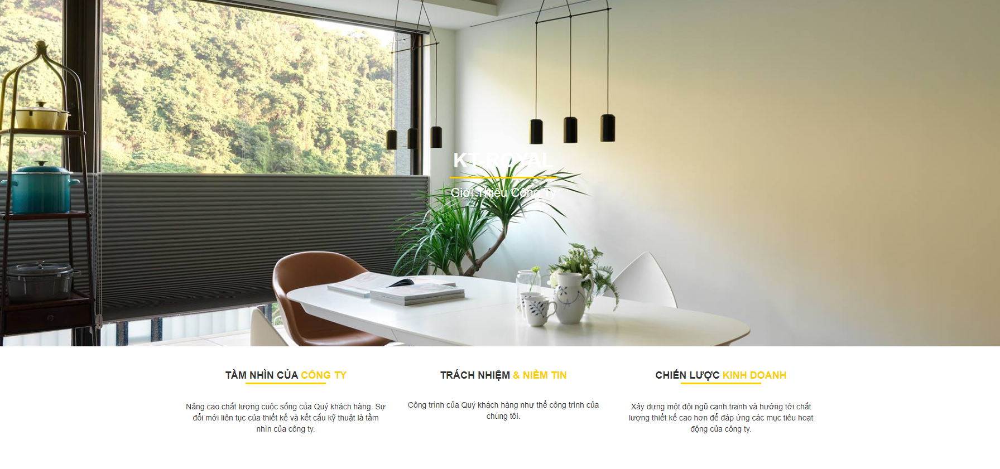 KT-ROYAL
Giới Thiệu Công Ty
TẦM NHÌN CỦA CÔNG TY
Nâng cao chất lượng cuộc sống của Quý khách hàng. Sự
đổi mới liên tục của thiết kế và kết cấu kỹ thuật là tầm
nhìn của công ty.
TRÁCH NHIỆM & NIỀM TIN
Công trình của Quý khách hàng như thể công trình của
chúng tôi.
CHIẾN LƯỢC KINH DOANH
Xây dựng một đội ngũ cạnh tranh và hướng tới chất
lượng thiết kế cao hơn để đáp ứng các mục tiêu hoạt
động của công ty.